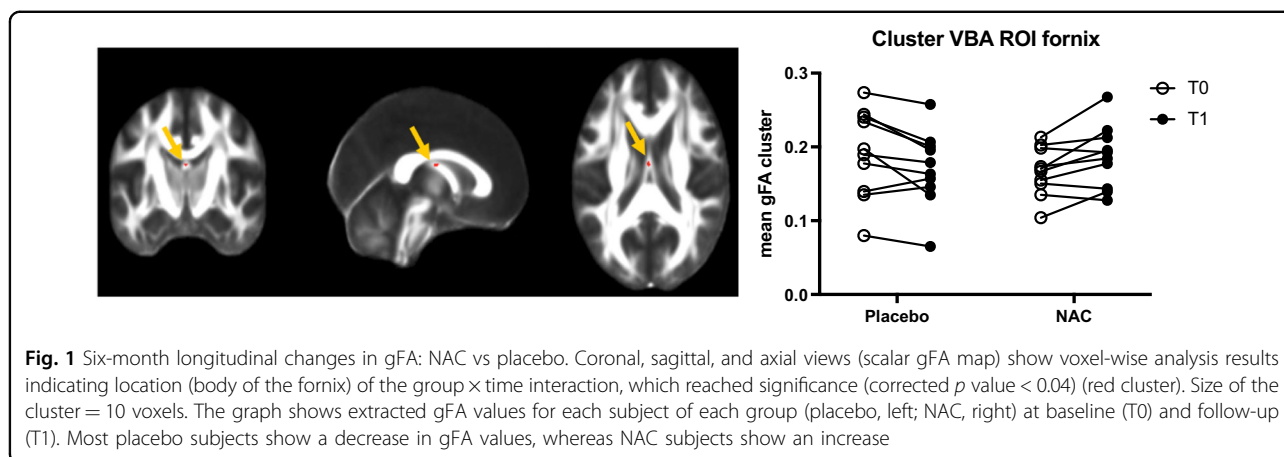 Cluster VBA ROI fornix
0.3
0.2
0.1
0.0
mean gFA cluster
Placebo
NAC
T0
T1
Fig. 1 Six-month longitudinal changes in gFA: NAC vs placebo. Coronal, sagittal, and axial views (scalar gFA map) show voxel-wise analysis results
indicating location (body of the fornix) of the group × time interaction, which reached significance (corrected p value < 0.04) (red cluster). Size of the
cluster = 10 voxels. The graph shows extracted gFA values for each subject of each group (placebo, left; NAC, right) at baseline (T0) and follow-up
(T1). Most placebo subjects show a decrease in gFA values, whereas NAC subjects show an increase